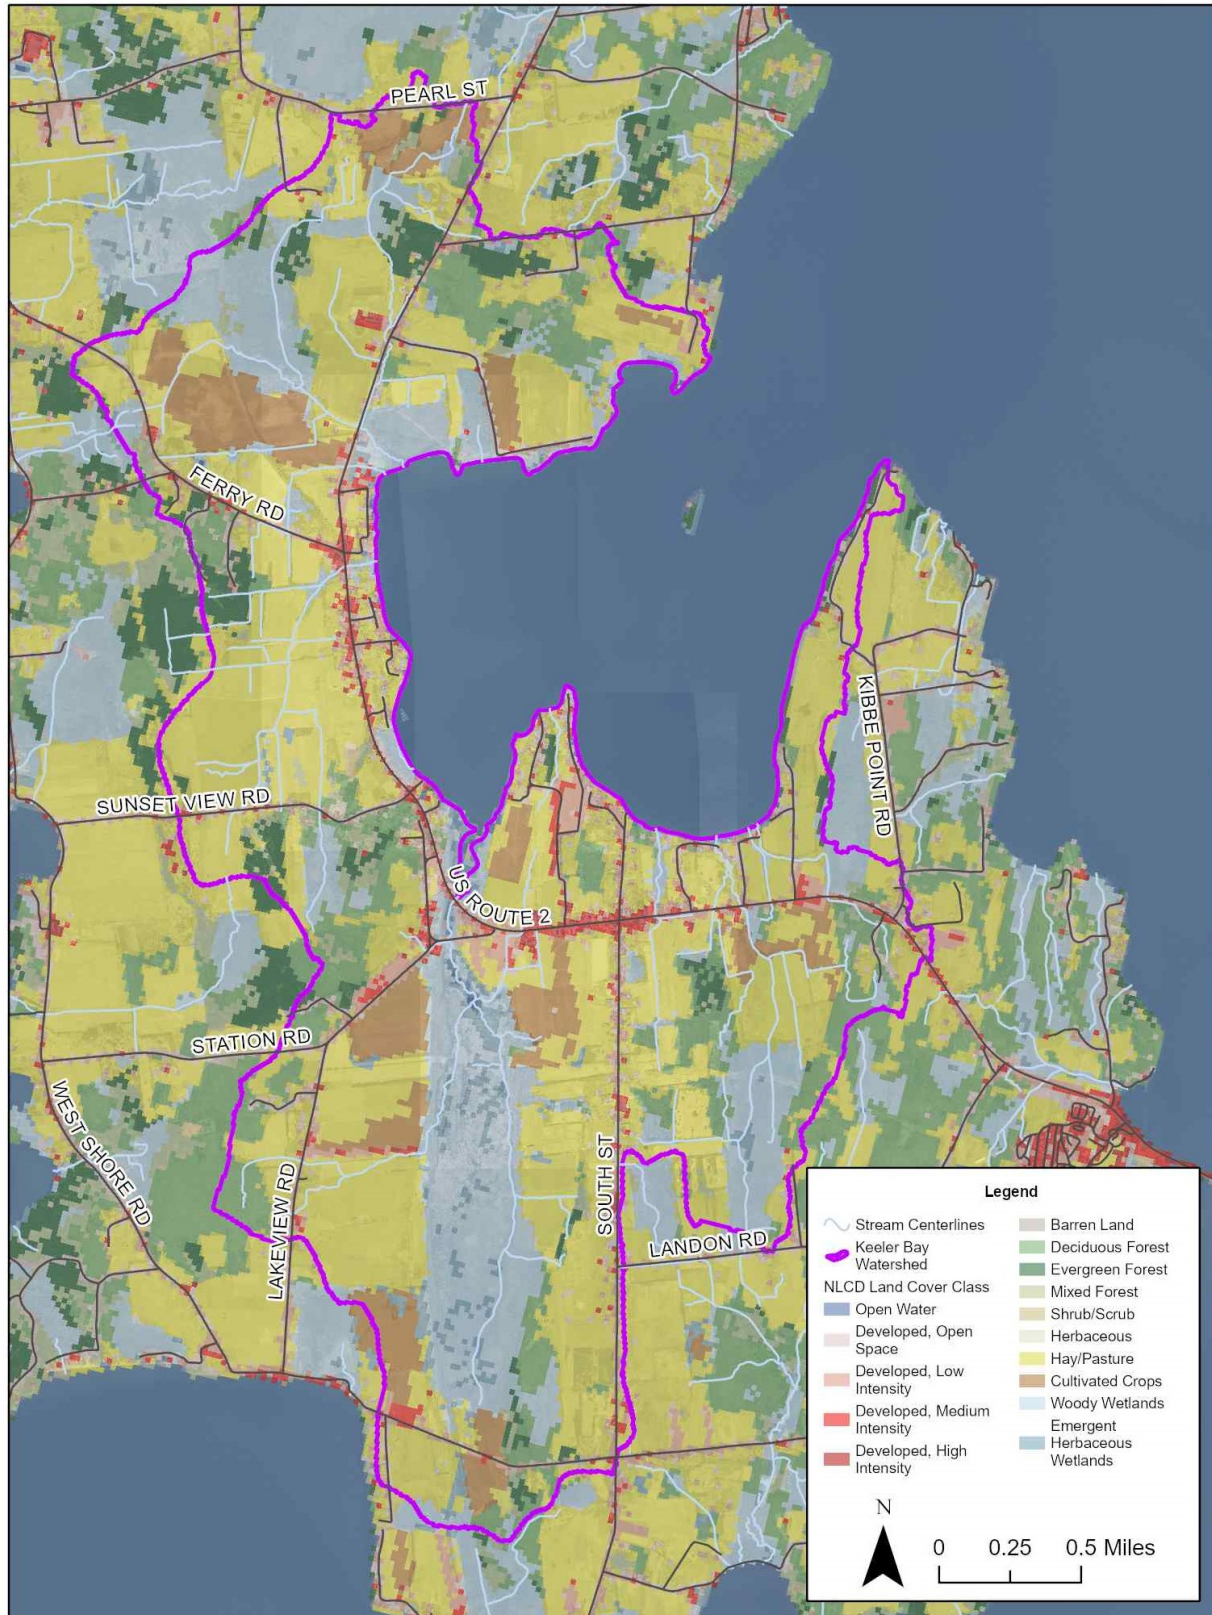 PEARL ST
FERRY RD
KIBBE POINT RD
SUNSET VIEW RD
US ROUTE 2
STATION RD
WEST SHORE RD
LAKEVIEW RD
SOUTH ST
LANDON RD
Legend
Stream Centerlines
Keeler Bay
Watershed
NLCD Land Cover Class
Open Water
Developed, Open
Space
Developed, Low
Intensity
Developed, Medium
Intensity
Developed, High
Intensity
Barren Land
Deciduous Forest
Evergreen Forest
Mixed Forest
Shrub/Scrub
Herbaceous
Hay/Pasture
Cultivated Crops
Woody Wetlands
Emergent
Herbaceous
Wetlands
N
0 0.25 0.5 Miles